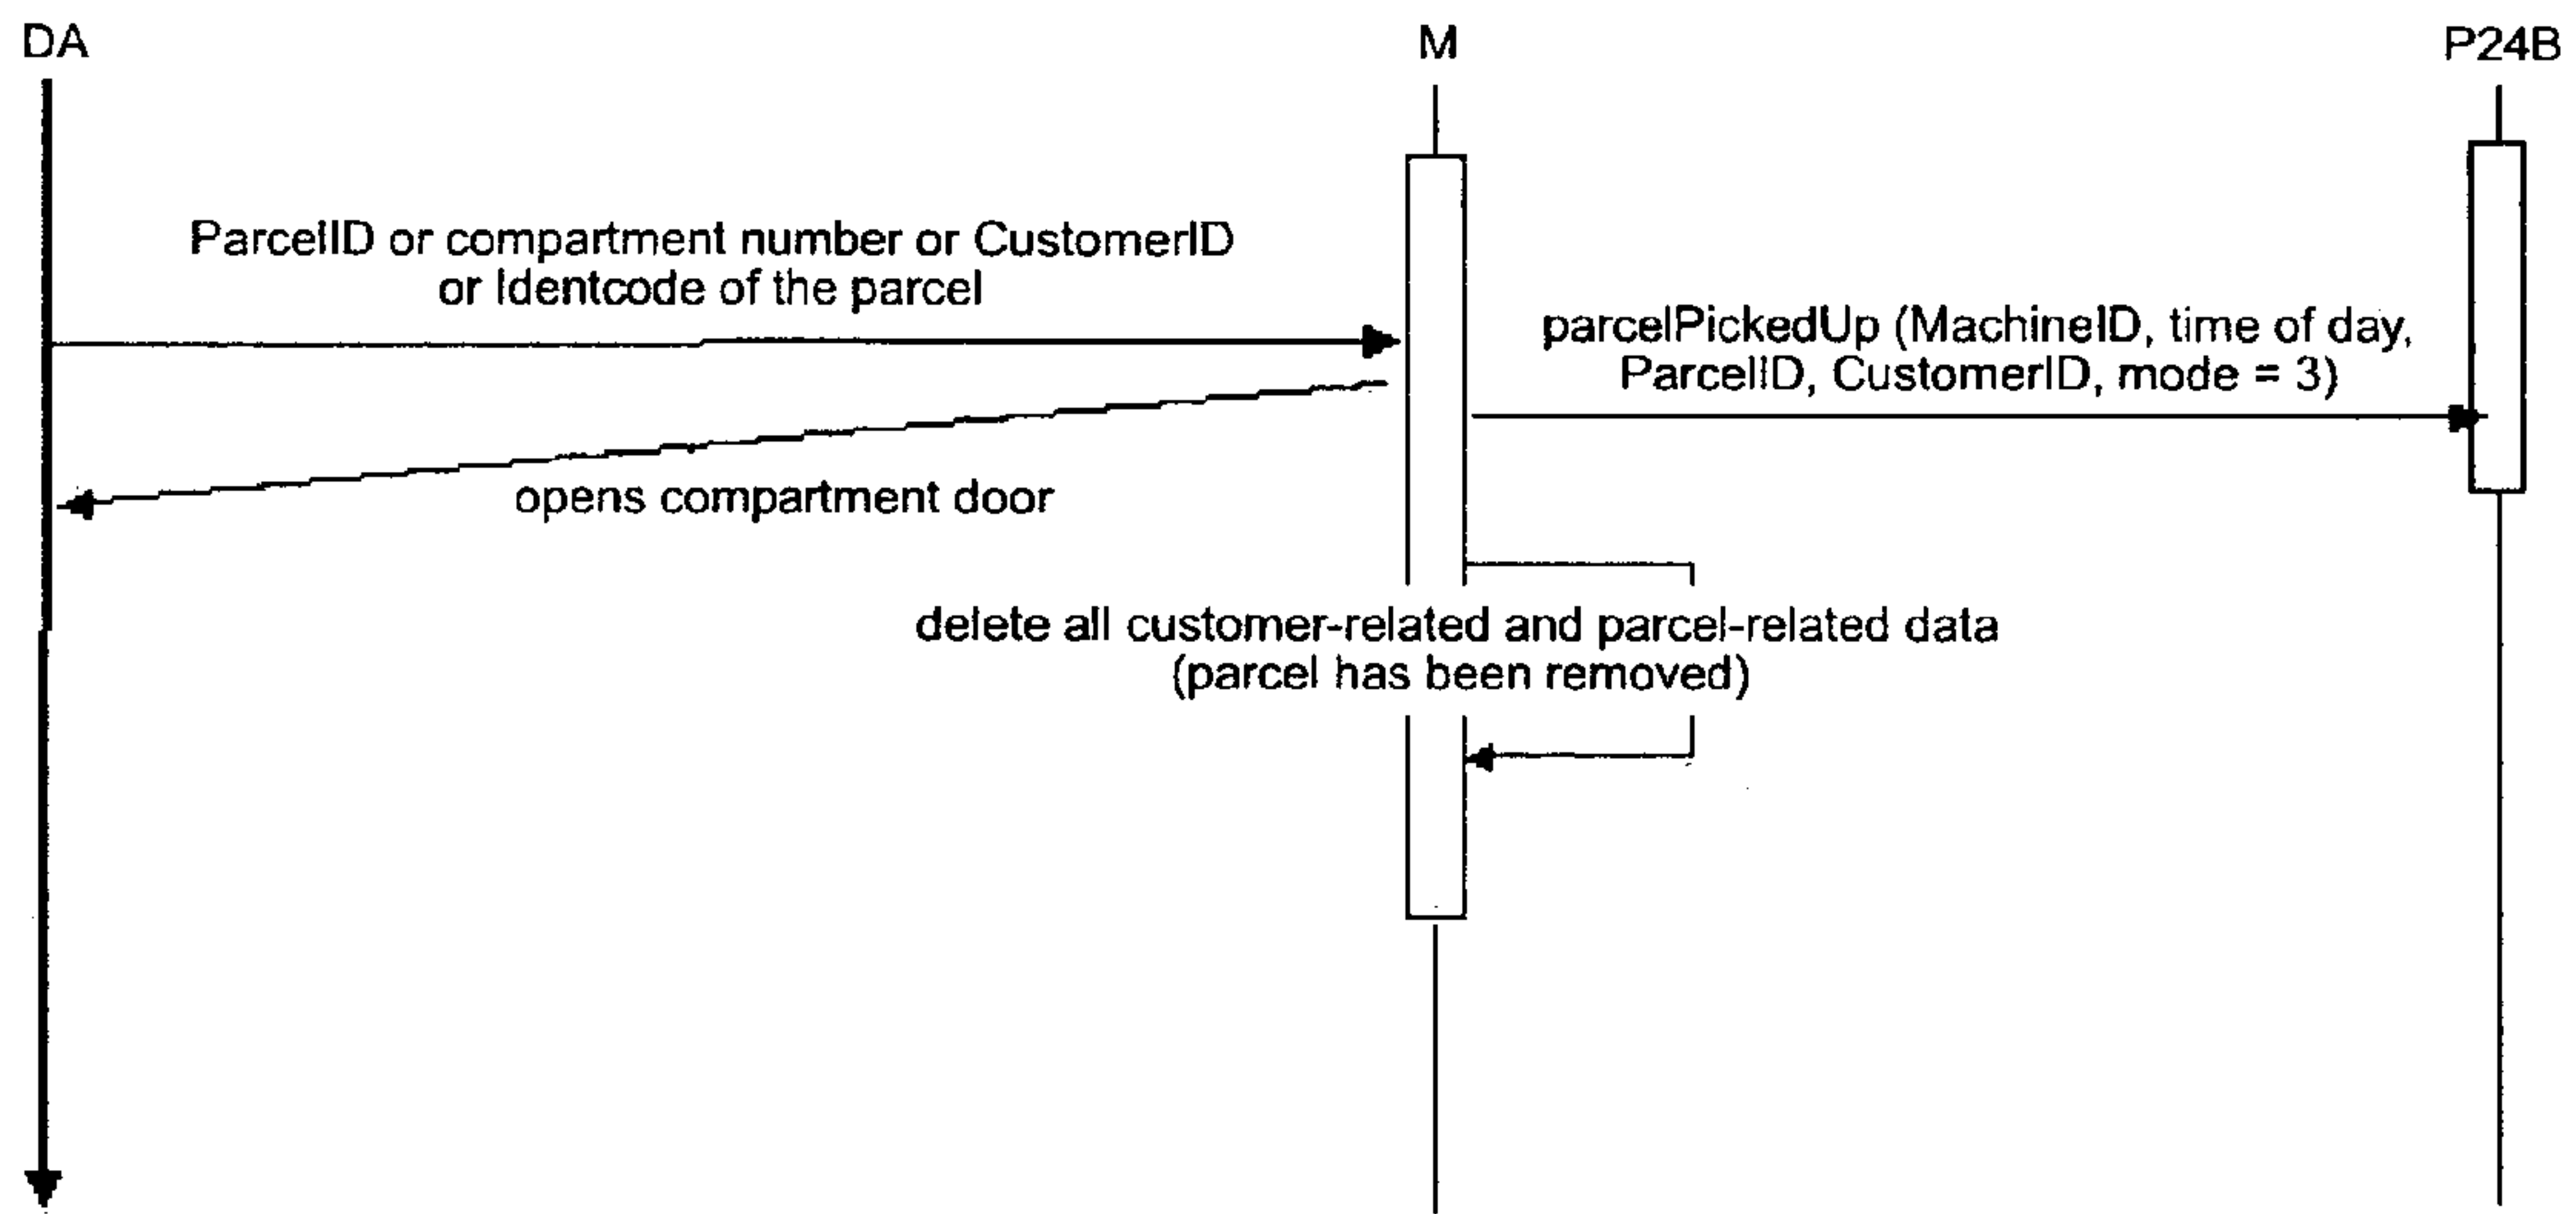 DA
M
P24B
ParcelID or compartment number or CustomerID
or Identcode of the parcel
parcelPickedUp (MachineID, time of day,
ParcelID, CustomerID, mode = 3)
opens compartment door
delete all customer-related and parcel-related data
(parcel has been removed)